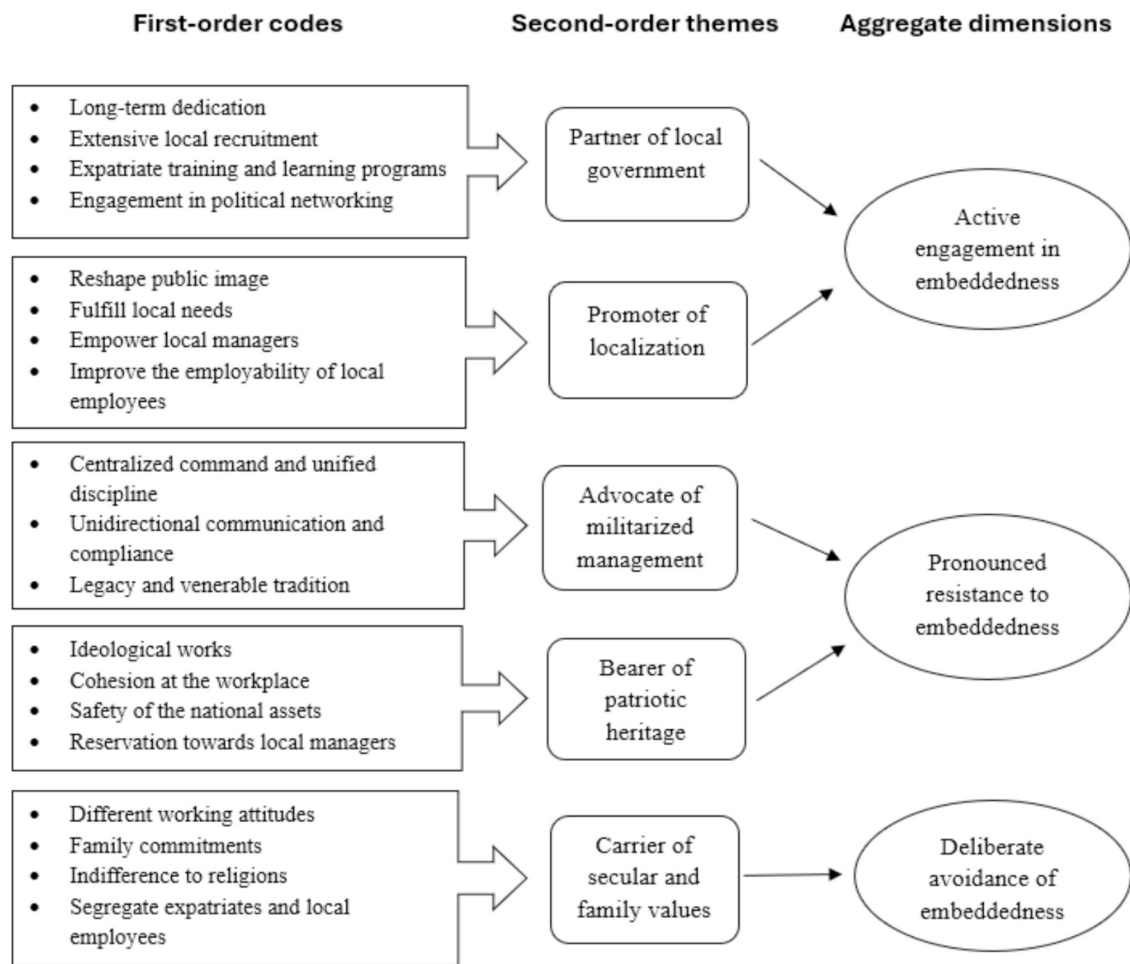 First-order codes
Second-order themes
Aggregate dimensions
• Long-term dedication
• Extensive local recruitment
• Expatriate training and learning programs
• Engagement in political networking
Partner of local
government
Active
engagement in
embeddedness
• Reshape public image
• Fulfill local needs
• Empower local managers
• Improve the employability of local
employees
Promoter of
localization
• Centralized command and unified
discipline
• Unidirectional communication and
compliance
• Legacy and venerable tradition
Advocate of
militarized
management
Pronounced
resistance to
embeddedness
• Ideological works
• Cohesion at the workplace
• Safety of the national assets
• Reservation towards local managers
Bearer of
patriotic
heritage
• Different working attitudes
• Family commitments
• Indifference to religions
• Segregate expatriates and local
employees
Carrier of
secular and
family values
Deliberate
avoidance of
embeddedness